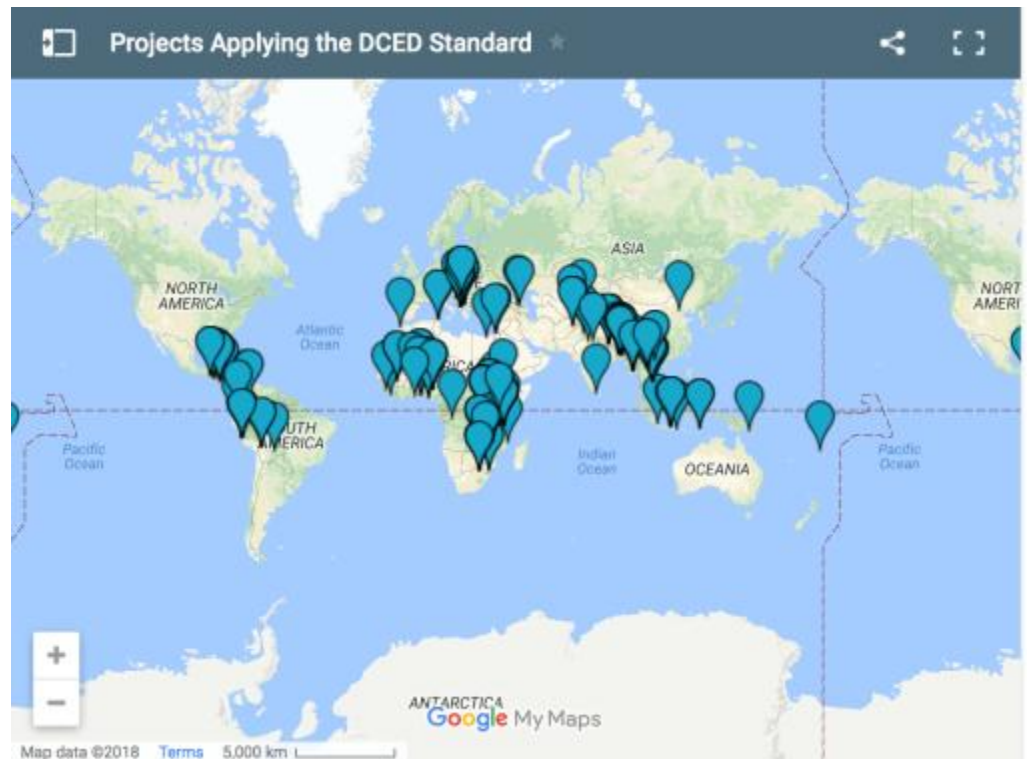 Projects Applying the DCED Standard
ASIA
NORTH
AMERICA
NORT
AMERI
Atlantic
Ocean
RICA
UTH
AMERICA
Pacific
Ocean
Indian
Ocean
OCEANIA
Pacific
Ocean
ANTARCTICA
Google My Maps
Map data ©2018 Terms 5,000 km